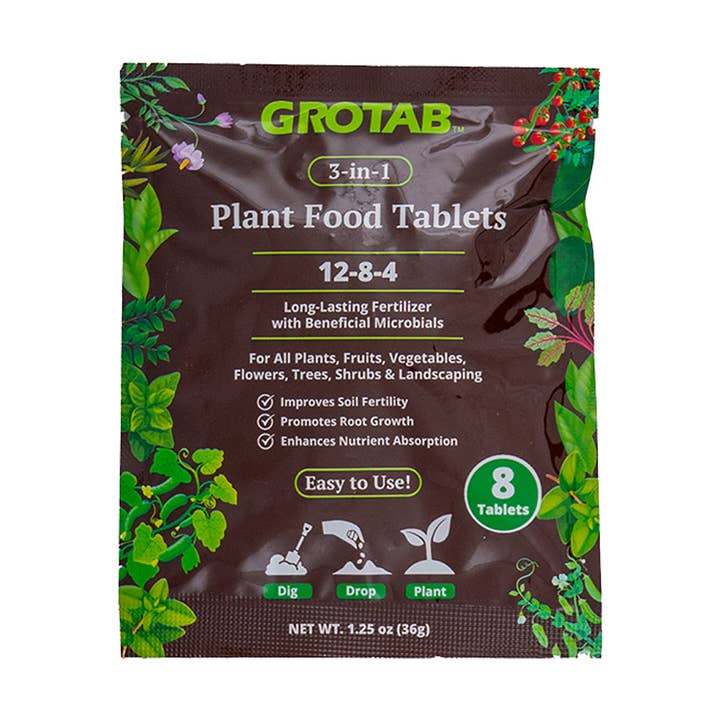 GROTAB™
3-in-1
Plant Food Tablets
12-8-4
Long-Lasting Fertilizer
with Beneficial Microbials
For All Plants, Fruits, Vegetables,
Flowers, Trees, Shrubs & Landscaping
Improves Soil Fertility
Promotes Root Growth
Enhances Nutrient Absorption
Easy to Use!
8
Tablets
Dig Drop Plant
NET WT. 1.25 oz (36g)